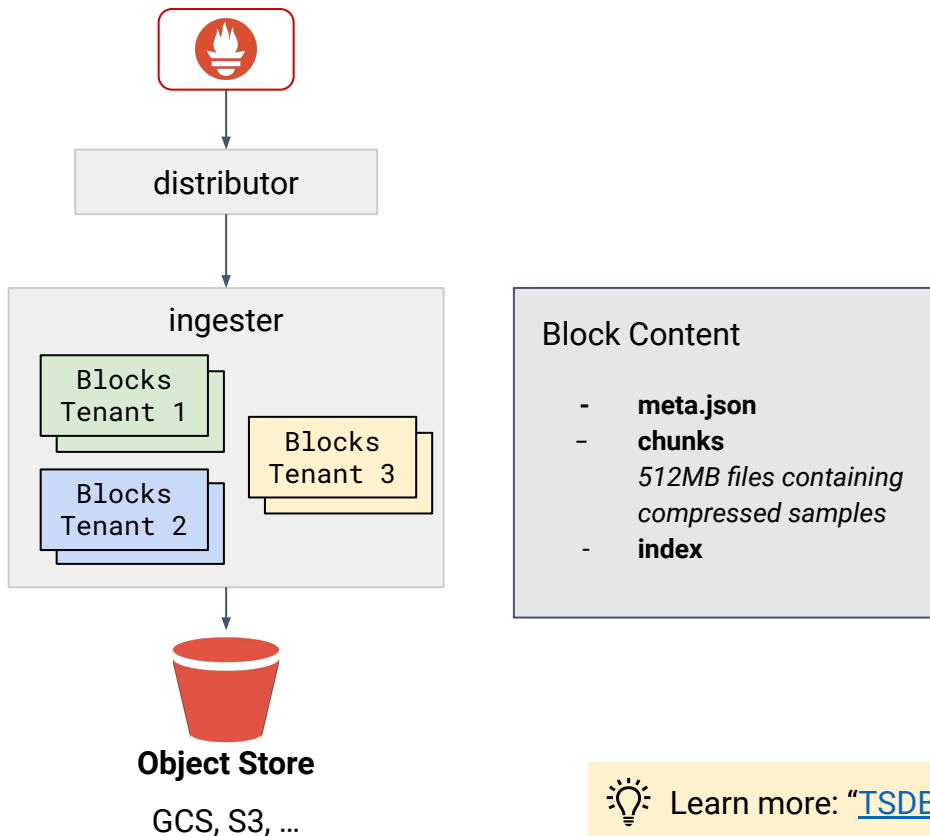 distributor
ingester
Blocks
Tenant 1
Blocks
Tenant 2
Blocks
Tenant 3
Object Store
GCS, S3, ...
Block Content
- meta.json
- chunks
512MB files containing
compressed samples
- index
Learn more: “TSDB